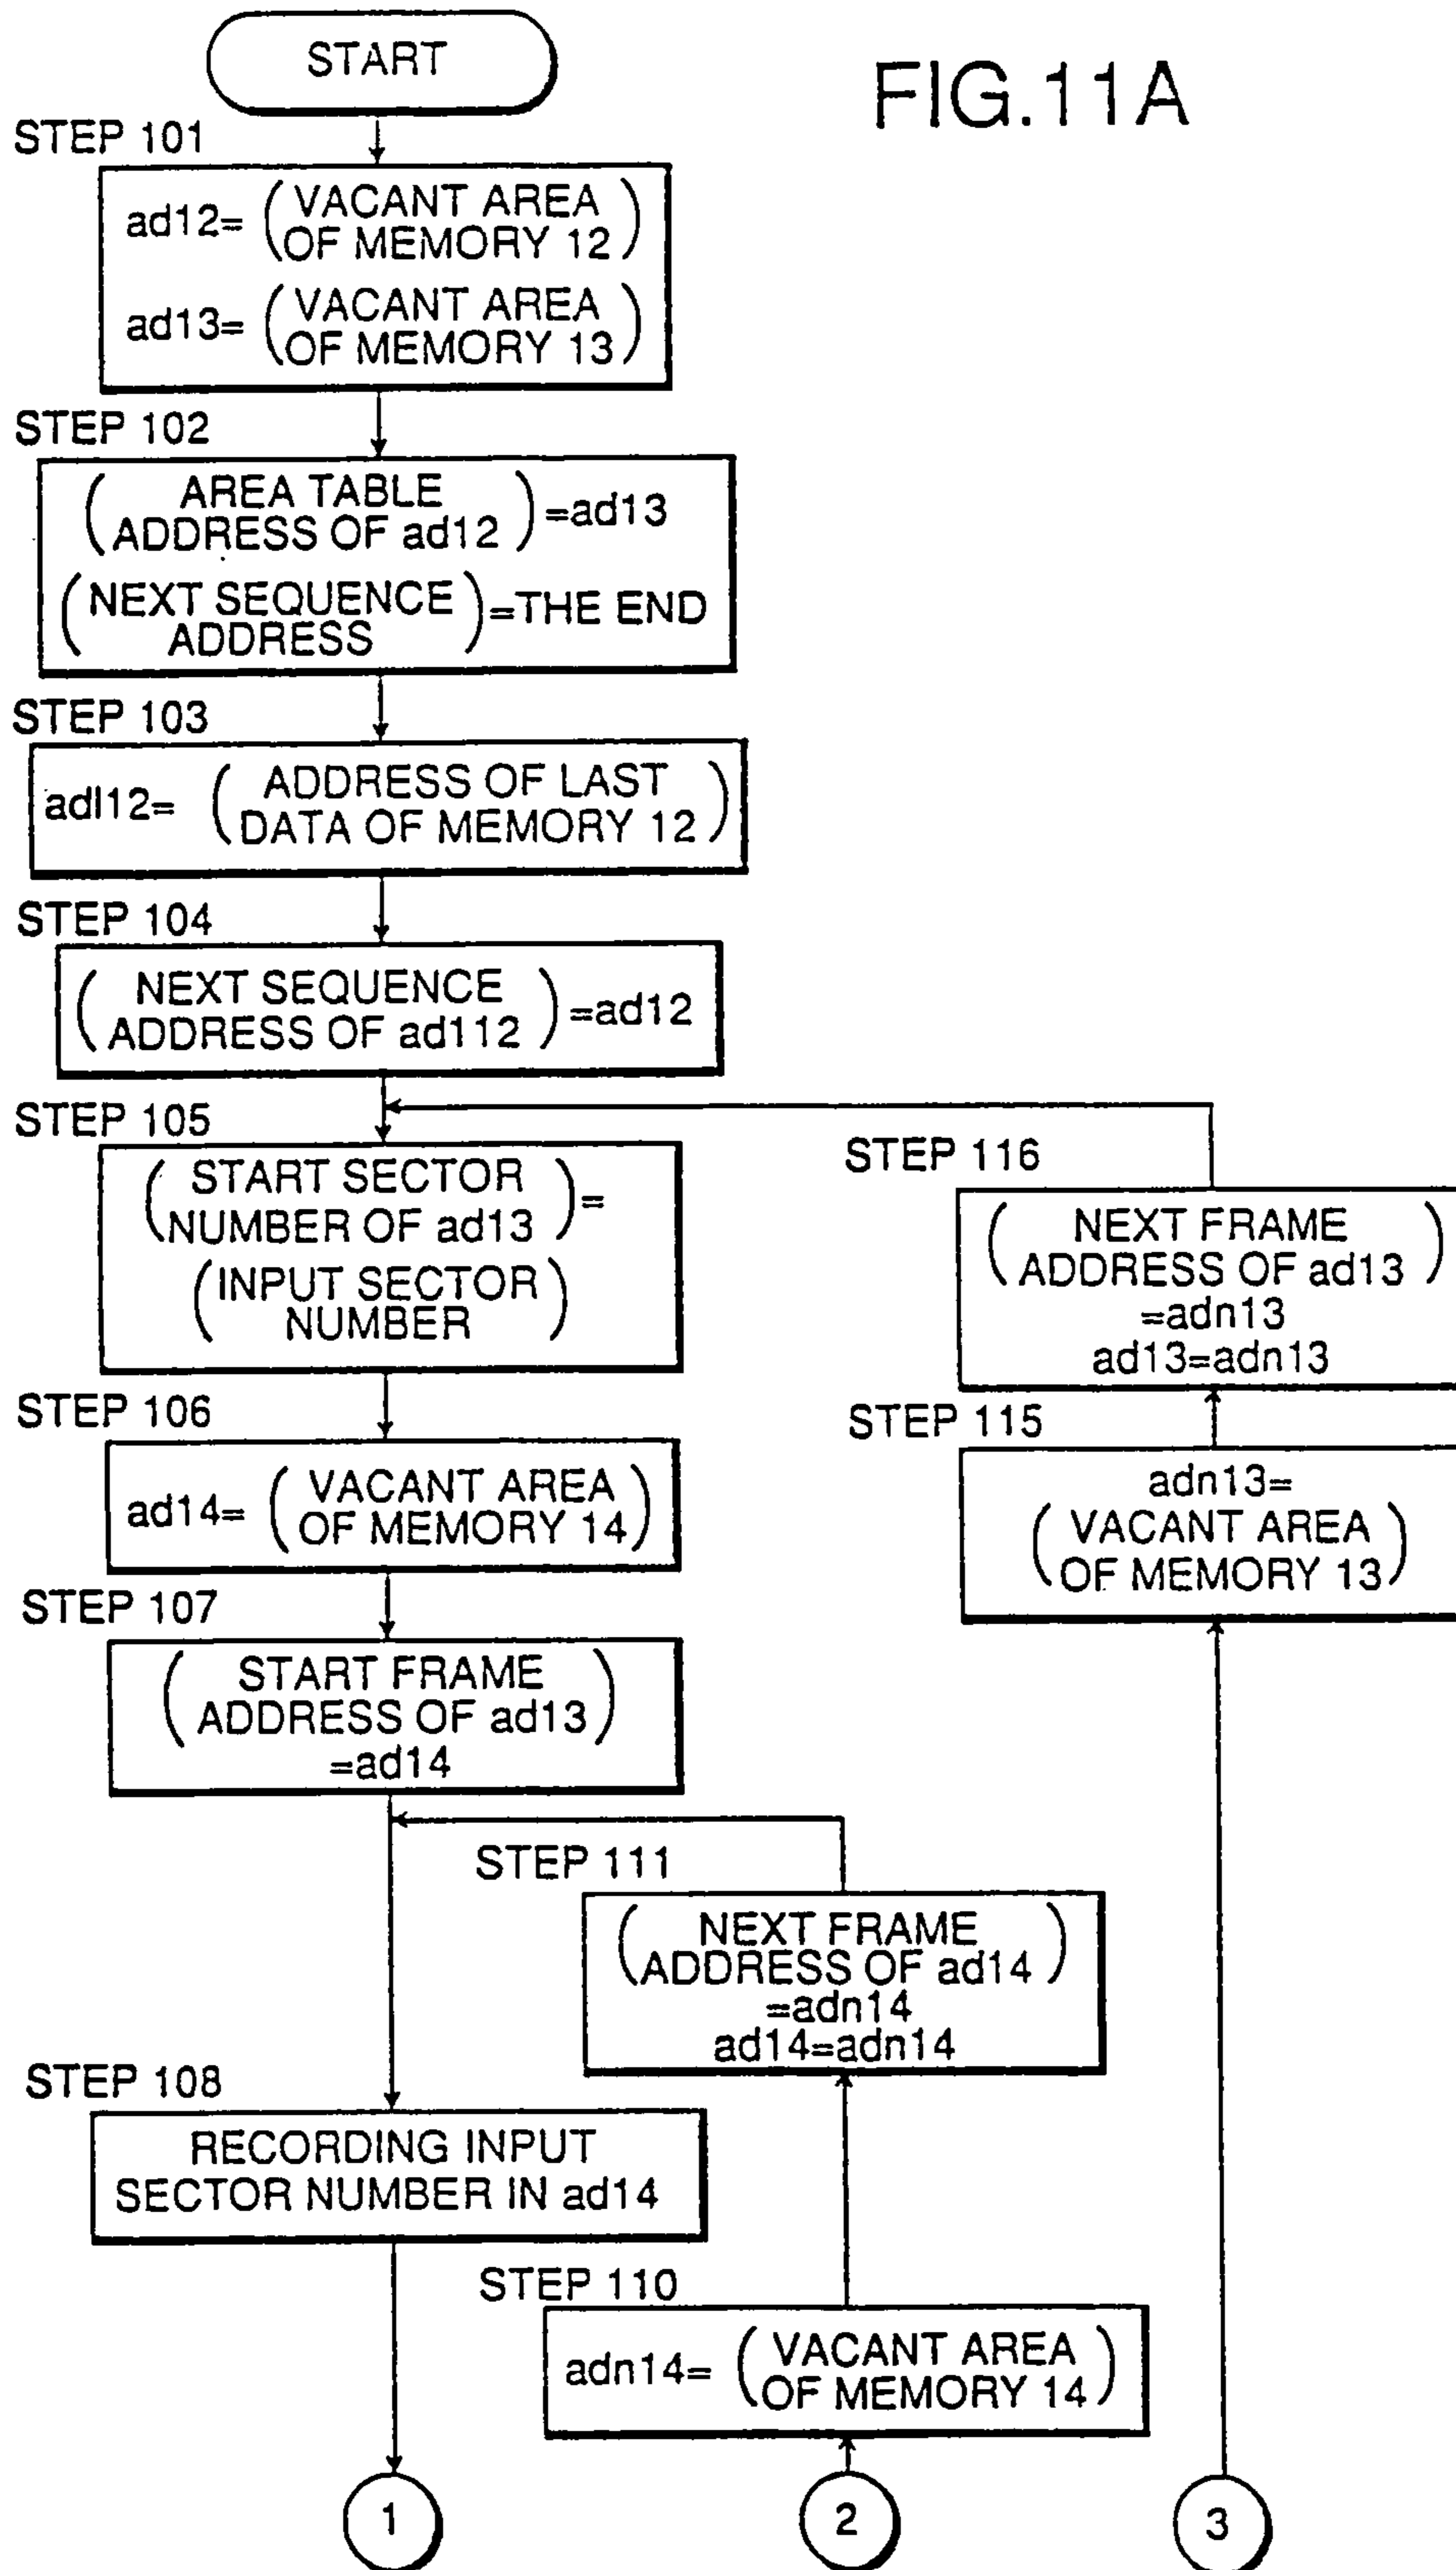 START
FIG.11A
STEP 101
ad12= (VACANT AREA
OF MEMORY 12)
ad13= (VACANT AREA
OF MEMORY 13)
STEP 102
(AREA TABLE
ADDRESS OF ad12)=ad13
(NEXT SEQUENCE
ADDRESS)=THE END
STEP 103
adl12= (ADDRESS OF LAST
DATA OF MEMORY 12)
STEP 104
(NEXT SEQUENCE
ADDRESS OF ad112)=ad12
STEP 105
(START SECTOR
NUMBER OF ad13)=
(INPUT SECTOR
NUMBER)
STEP 116
(NEXT FRAME
ADDRESS OF ad13)
=adn13
ad13=adn13
STEP 106
ad14= (VACANT AREA
OF MEMORY 14)
STEP 115
adn13=
(VACANT AREA
OF MEMORY 13)
STEP 107
(START FRAME
ADDRESS OF ad13)
=ad14
STEP 111
(NEXT FRAME
ADDRESS OF ad14)
=adn14
ad14=adn14
STEP 108
RECORDING INPUT
SECTOR NUMBER IN ad14
STEP 110
adn14= (VACANT AREA
OF MEMORY 14)
1
2
3